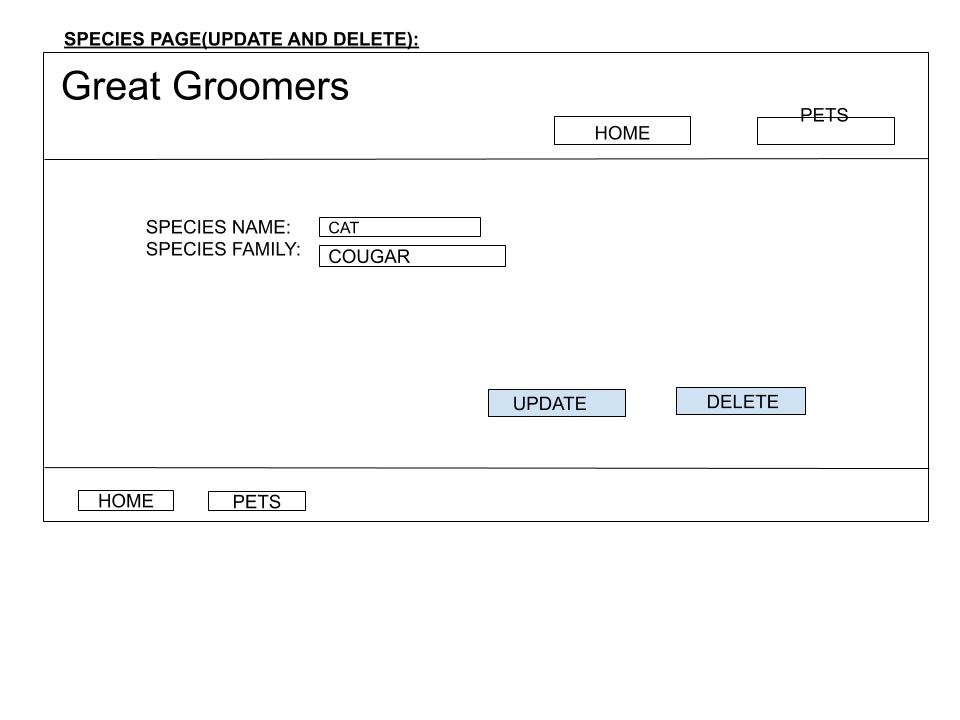 SPECIES PAGE(UPDATE AND DELETE):
Great Groomers
PETS
HOME
SPECIES NAME: CAT
SPECIES FAMILY: COUGAR
UPDATE DELETE
HOME PETS